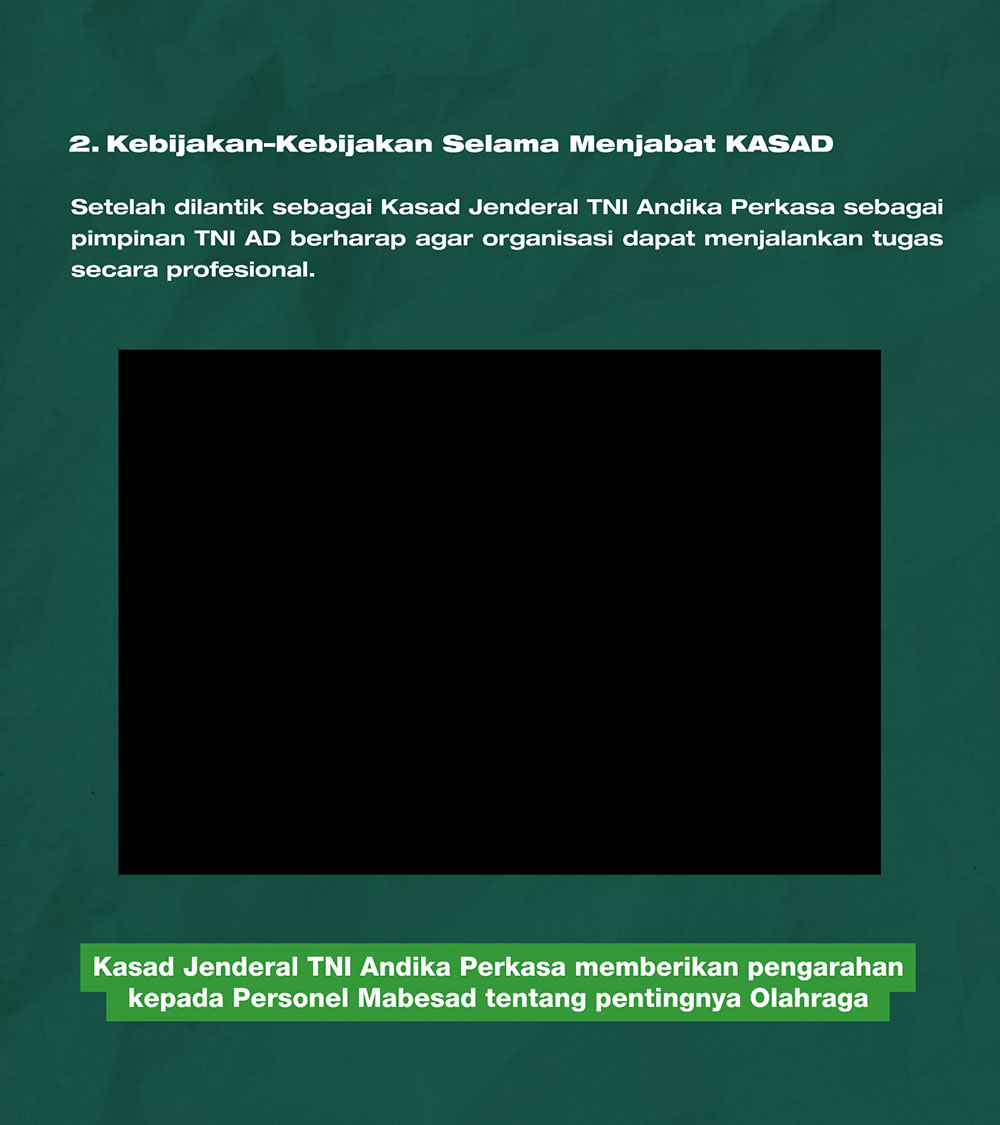 2. Kebijakan-Kebijakan Selama Menjabat KASAD
Setelah dilantik sebagai Kasad Jenderal TNI Andika Perkasa sebagai
pimpinan TNI AD berharap agar organisasi dapat menjalankan tugas
secara profesional.
Kasad Jenderal TNI Andika Perkasa memberikan pengarahan
kepada Personel Mabesad tentang pentingnya Olahraga